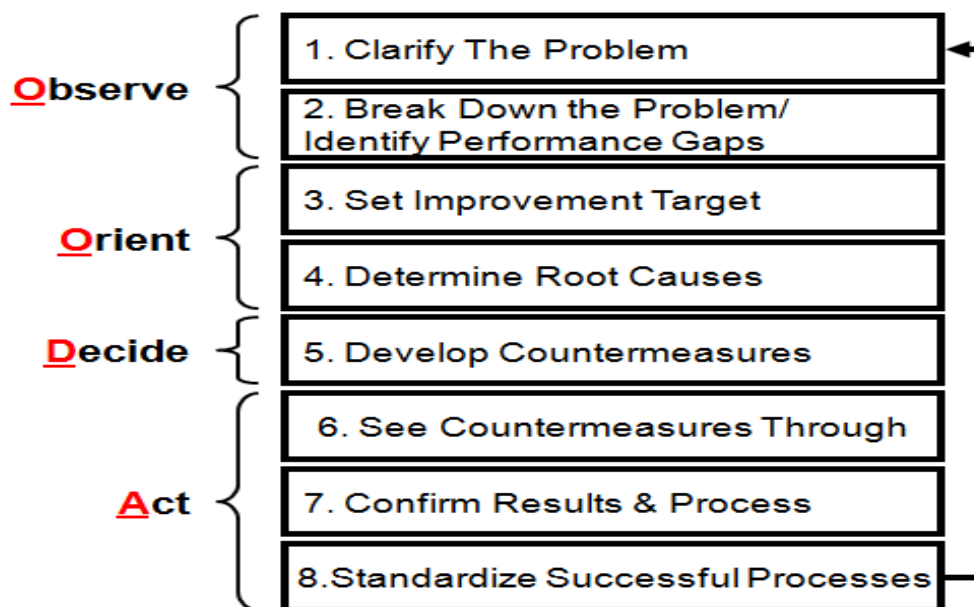 Observe
1. Clarify The Problem
2. Break Down the Problem/
Identify Performance Gaps
Orient
3. Set Improvement Target
4. Determine Root Causes
Decide
5. Develop Countermeasures
Act
6. See Countermeasures Through
7. Confirm Results & Process
8.Standardize Successful Processes